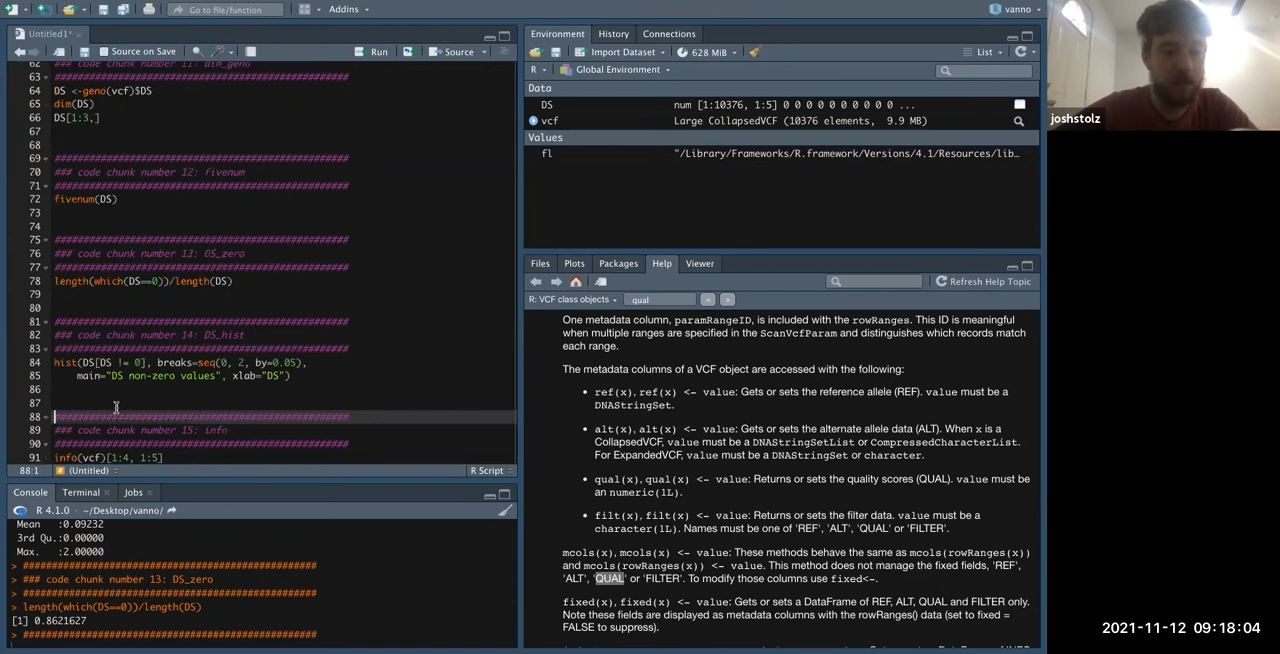 Go to file/function
Addins
vanno
Untitled1*
Source on Save
Run
Source
62 ### code chunk number 11: dim_geno
63 ###################################################
64 DS <-geno(vcf)$DS
65 dim(DS)
66 DS[1:3,]
67
68
69 ###################################################
70 ### code chunk number 12: fivenum
71 ###################################################
72 fivenum(DS)
73
74
75 ###################################################
76 ### code chunk number 13: DS_zero
77 ###################################################
78 length(which(DS==0))/length(DS)
79
80
81 ###################################################
82 ### code chunk number 14: DS_hist
83 ###################################################
84 hist(DS[DS != 0], breaks=seq(0, 2, by=0.05),
85 main="DS non-zero values", xlab="DS")
86
87
88 ###################################################
89 ### code chunk number 15: info
90 ###################################################
91 info(vcf)[1:4, 1:5]
88:1 (Untitled) R Script
Console Terminal Jobs
R 4.1.0 · ~/Desktop/vanno/
Mean :0.09232
3rd Qu.:0.00000
Max. :2.00000
> ###################################################
> ### code chunk number 13: DS_zero
> ###################################################
> length(which(DS==0))/length(DS)
[1] 0.8621627
> ###################################################
Environment History Connections
Import Dataset 628 MiB List
R Global Environment
Data
DS num [1:10376, 1:5] 0 0 0 0 0 0 0 0 0 0 ...
vcf Large CollapsedVCF (10376 elements, 9.9 MB)
Values
fl "/Library/Frameworks/R.framework/Versions/4.1/Resources/lib…
Files Plots Packages Help Viewer
Refresh Help Topic
R: VCF class objects qual
One metadata column, paramRangeID, is included with the rowRanges. This ID is meaningful
when multiple ranges are specified in the ScanVcfParam and distinguishes which records match
each range.
The metadata columns of a VCF object are accessed with the following:
• ref(x), ref(x) <- value: Gets or sets the reference allele (REF). value must be a
DNAStringSet.
• alt(x), alt(x) <- value: Gets or sets the alternate allele data (ALT). When x is a
CollapsedVCF, value must be a DNAStringSetList or CompressedCharacterList.
For ExpandedVCF, value must be a DNAStringSet or character.
• qual(x), qual(x) <- value: Returns or sets the quality scores (QUAL). value must be
an numeric(1L).
• filt(x), filt(x) <- value: Returns or sets the filter data. value must be a
character(1L). Names must be one of 'REF', 'ALT', 'QUAL' or 'FILTER'.
mcols(x), mcols(x) <- value: These methods behave the same as mcols(rowRanges(x))
and mcols(rowRanges(x)) <- value. This method does not manage the fixed fields, 'REF',
'ALT', 'QUAL' or 'FILTER'. To modify those columns use fixed<-.
fixed(x), fixed(x) <- value: Gets or sets a DataFrame of REF, ALT, QUAL and FILTER only.
Note these fields are displayed as metadata columns with the rowRanges() data (set to fixed =
FALSE to suppress).
joshstolz
2021-11-12 09:18:04